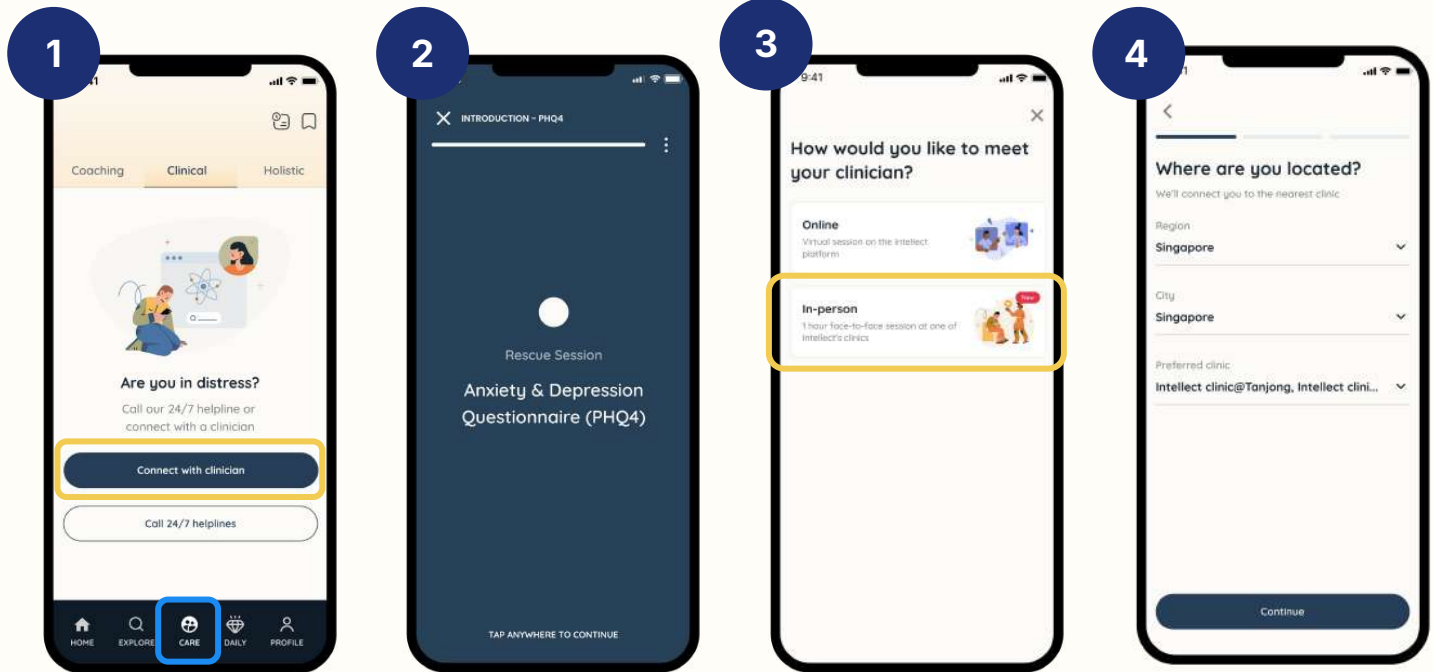 1
Coaching
Clinical
Holistic
Are you in distress?
Call our 24/7 helpline or
connect with a clinician
Connect with clinician
Call 24/7 helplines
HOME
EXPLORE
CARE
DAILY
PROFILE
2
INTRODUCTION - PHQ4
Rescue Session
Anxiety & Depression
Questionnaire (PHQ4)
TAP ANYWHERE TO CONTINUE
3
9:41
How would you like to meet
your clinician?
Online
Virtual session on the Intellect
platform
In-person
New
1 hour face-to-face session at one of
Intellect's clinics
4
Where are you located?
We'll connect you to the nearest clinic
Region
Singapore
City
Singapore
Preferred clinic
Intellect clinic@Tanjong, Intellect clini...
Continue